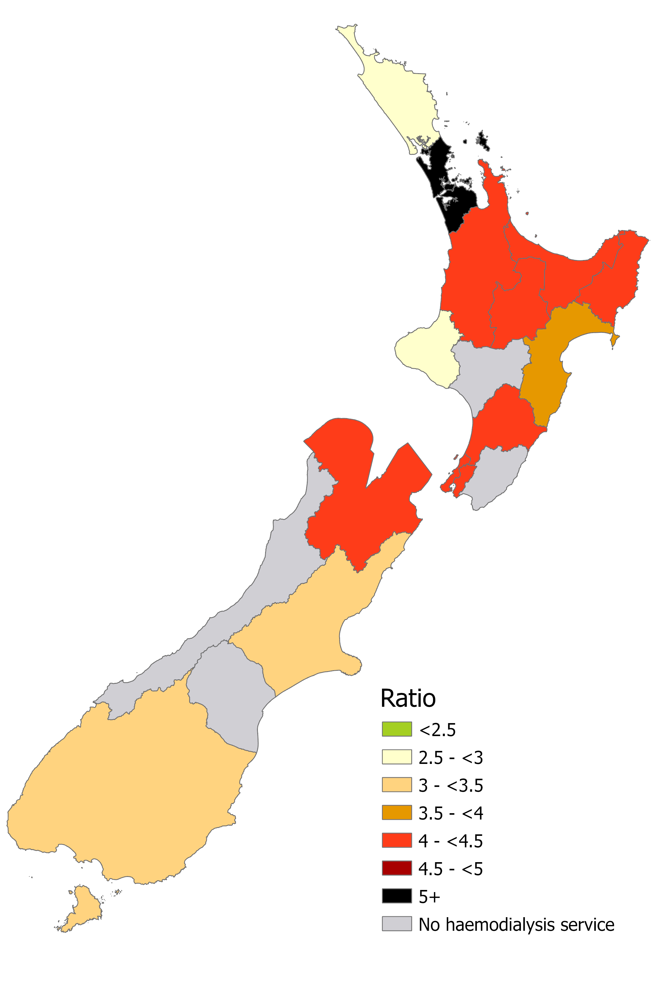 Ratio
<2.5
2.5 - <3
3 - <3.5
3.5 - <4
4 - <4.5
4.5 - <5
5+
No haemodialysis service